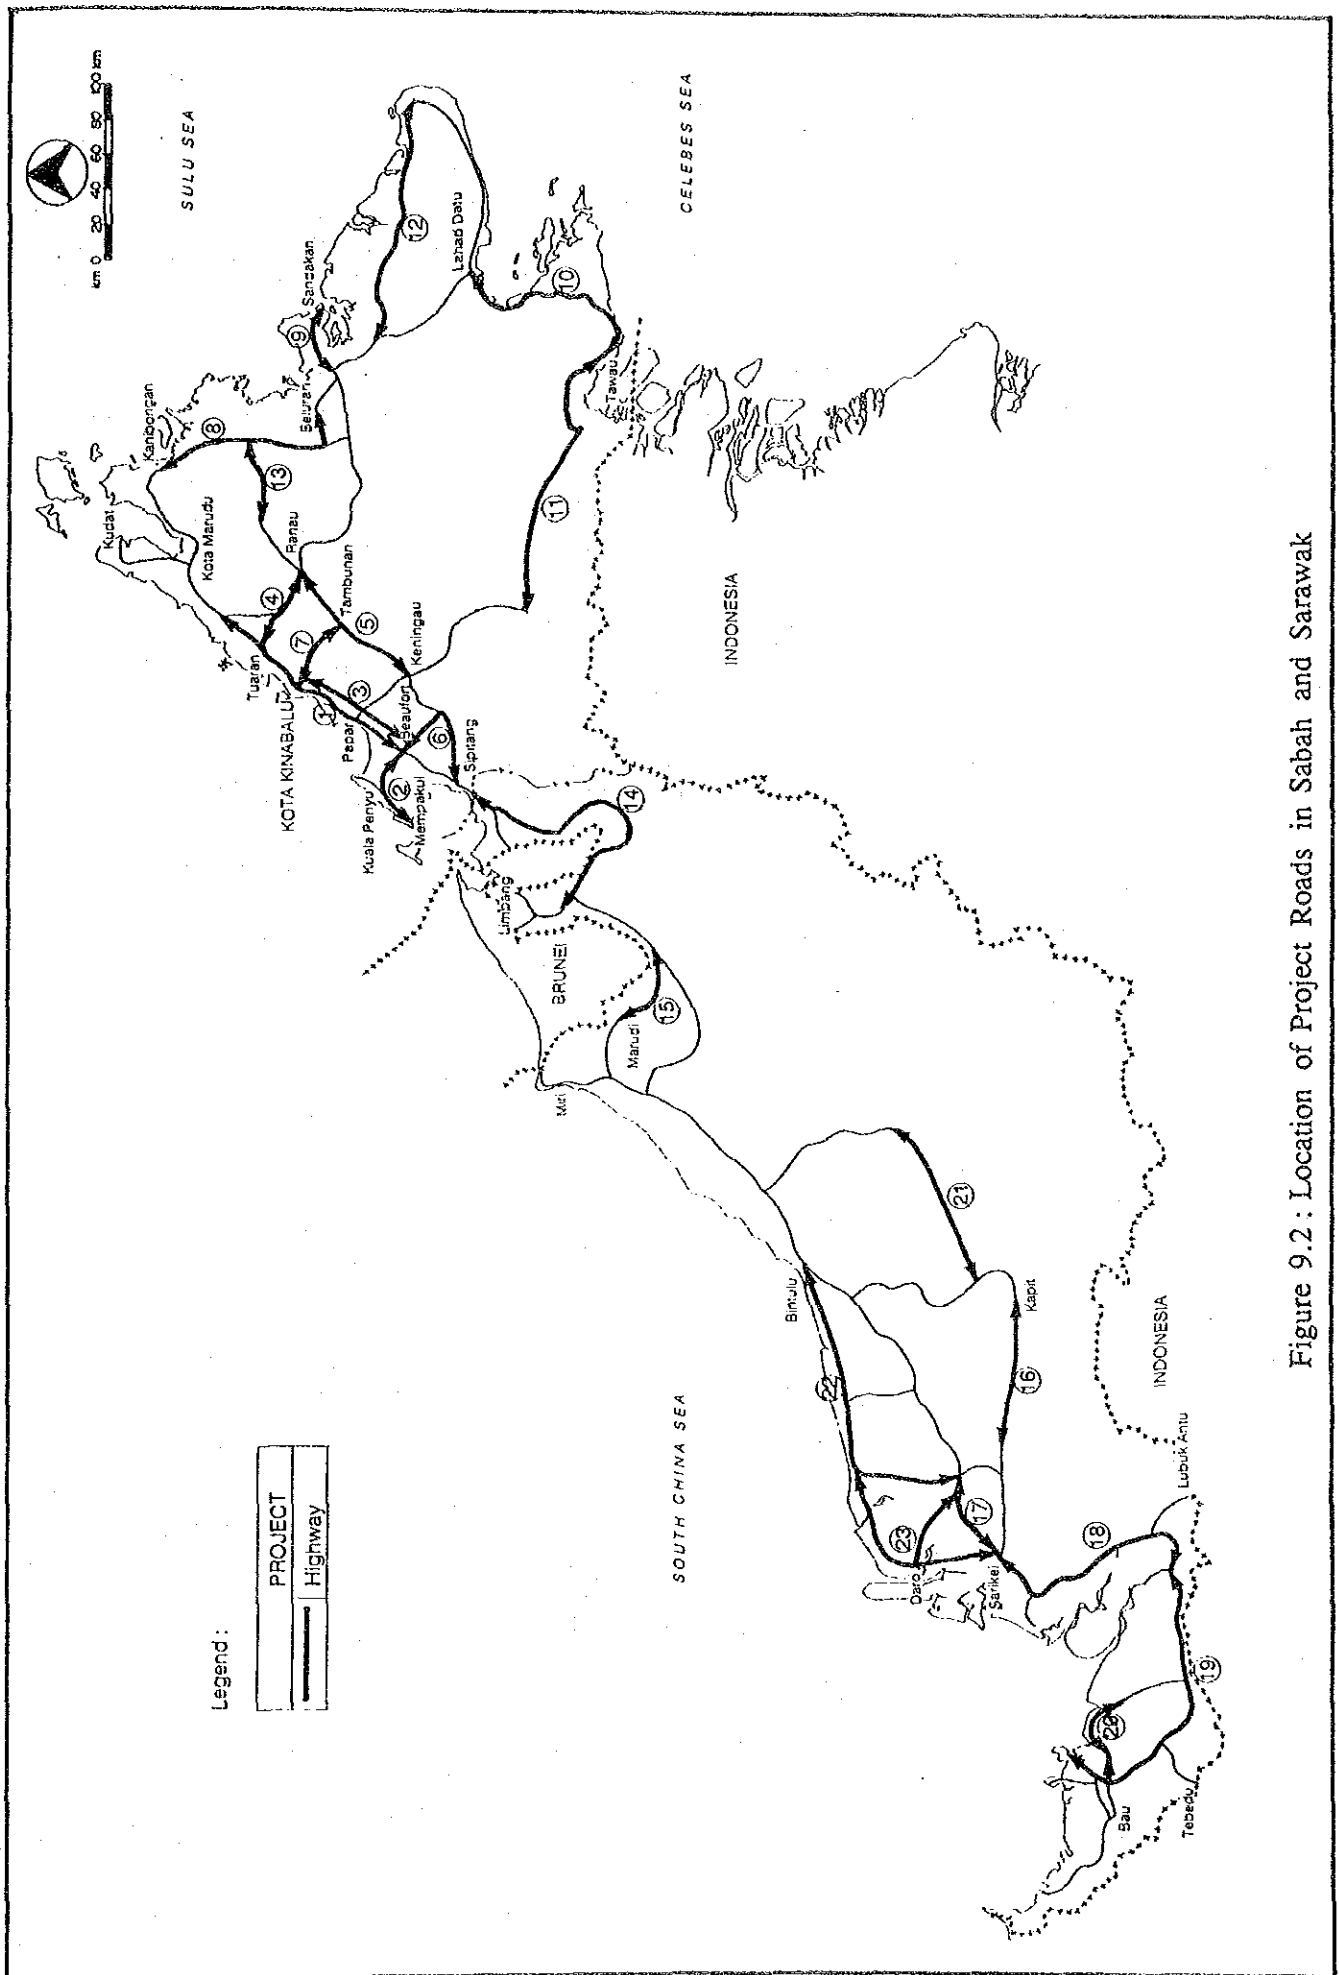 km 0 20 40 60 80 100 km
SULU SEA
CELEBES SEA
SOUTH CHINA SEA
Legend :
PROJECT
Highway
Kudat
Kanibongan
Kota Marudu
Ranau
Tambunan
Keningau
Tuaran
KOTA KINABALU
Papar
Beaufort
Kuala Penyu
Mempakul
Sipitang
Beluran
Sandakan
Lahad Datu
Tawau
INDONESIA
Limbang
BRUNEI
Marudi
Miri
Bintulu
Kapit
Daro
Sarikei
Lubuk Antu
INDONESIA
Bau
Tebedu
1
2
3
4
5
6
7
8
9
10
11
12
13
14
15
16
17
18
19
20
21
22
23
Figure 9.2 : Location of Project Roads in Sabah and Sarawak